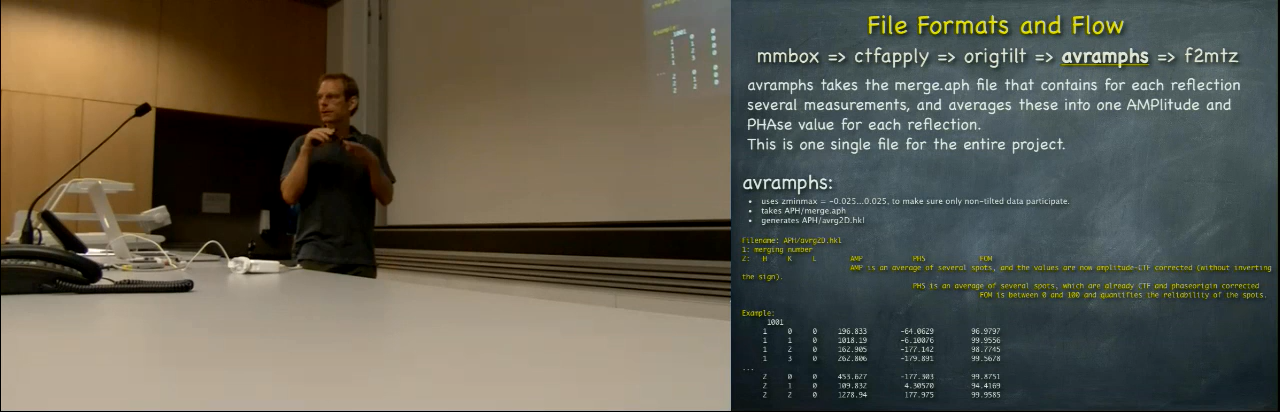 File Formats and Flow
mmbox => ctfapply => origtilt => avramphs => f2mtz
avramphs takes the merge.aph file that contains for each reflection
several measurements, and averages these into one AMPlitude and
PHAse value for each reflection.
This is one single file for the entire project.
avramphs:
• uses zminmax = -0.025...0.025, to make sure only non-tilted data participate.
• takes APH/merge.aph
• generates APH/avrg2D.hkl
Filename: APH/avrg2D.hkl
1: merging number
2: H K L AMP PHS FOM
AMP is an average of several spots, and the values are now amplitude-CTF corrected (without inverting
the sign).
PHS is an average of several spots, which are already CTF and phaseorigin corrected
FOM is between 0 and 100 and quantifies the reliability of the spots.
Example:
1001
1 0 0 196.833 -64.0629 96.9797
1 1 0 1018.19 -6.10076 99.9556
1 2 0 162.905 -177.142 98.7745
1 3 0 262.806 -179.891 99.5678
...
2 0 0 453.627 -177.303 99.8751
2 1 0 109.832 4.30570 94.4169
2 2 0 1278.94 177.975 99.9585